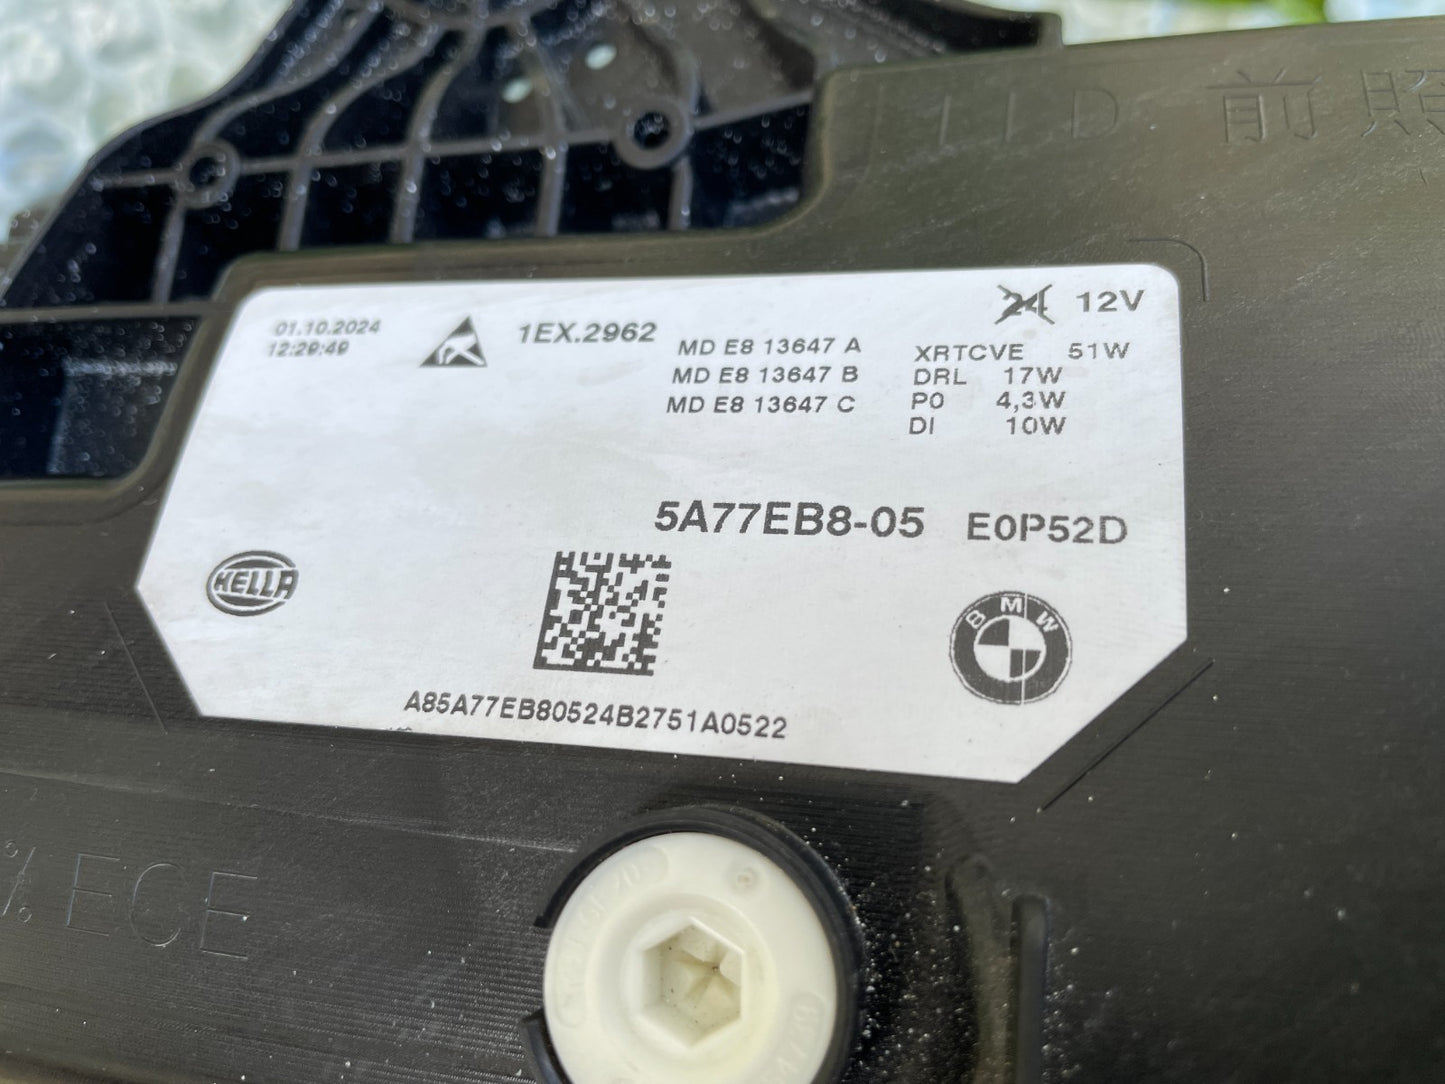 D 前照
01.10.2024
12:29:49
1EX.2962
MD E8 13647 A
MD E8 13647 B
MD E8 13647 C
24 12V
XRTCVE 51W
DRL 17W
P0 4,3W
DI 10W
5A77EB8-05 E0P52D
HELLA
BMW
A85A77EB80524B2751A0522
% ECE